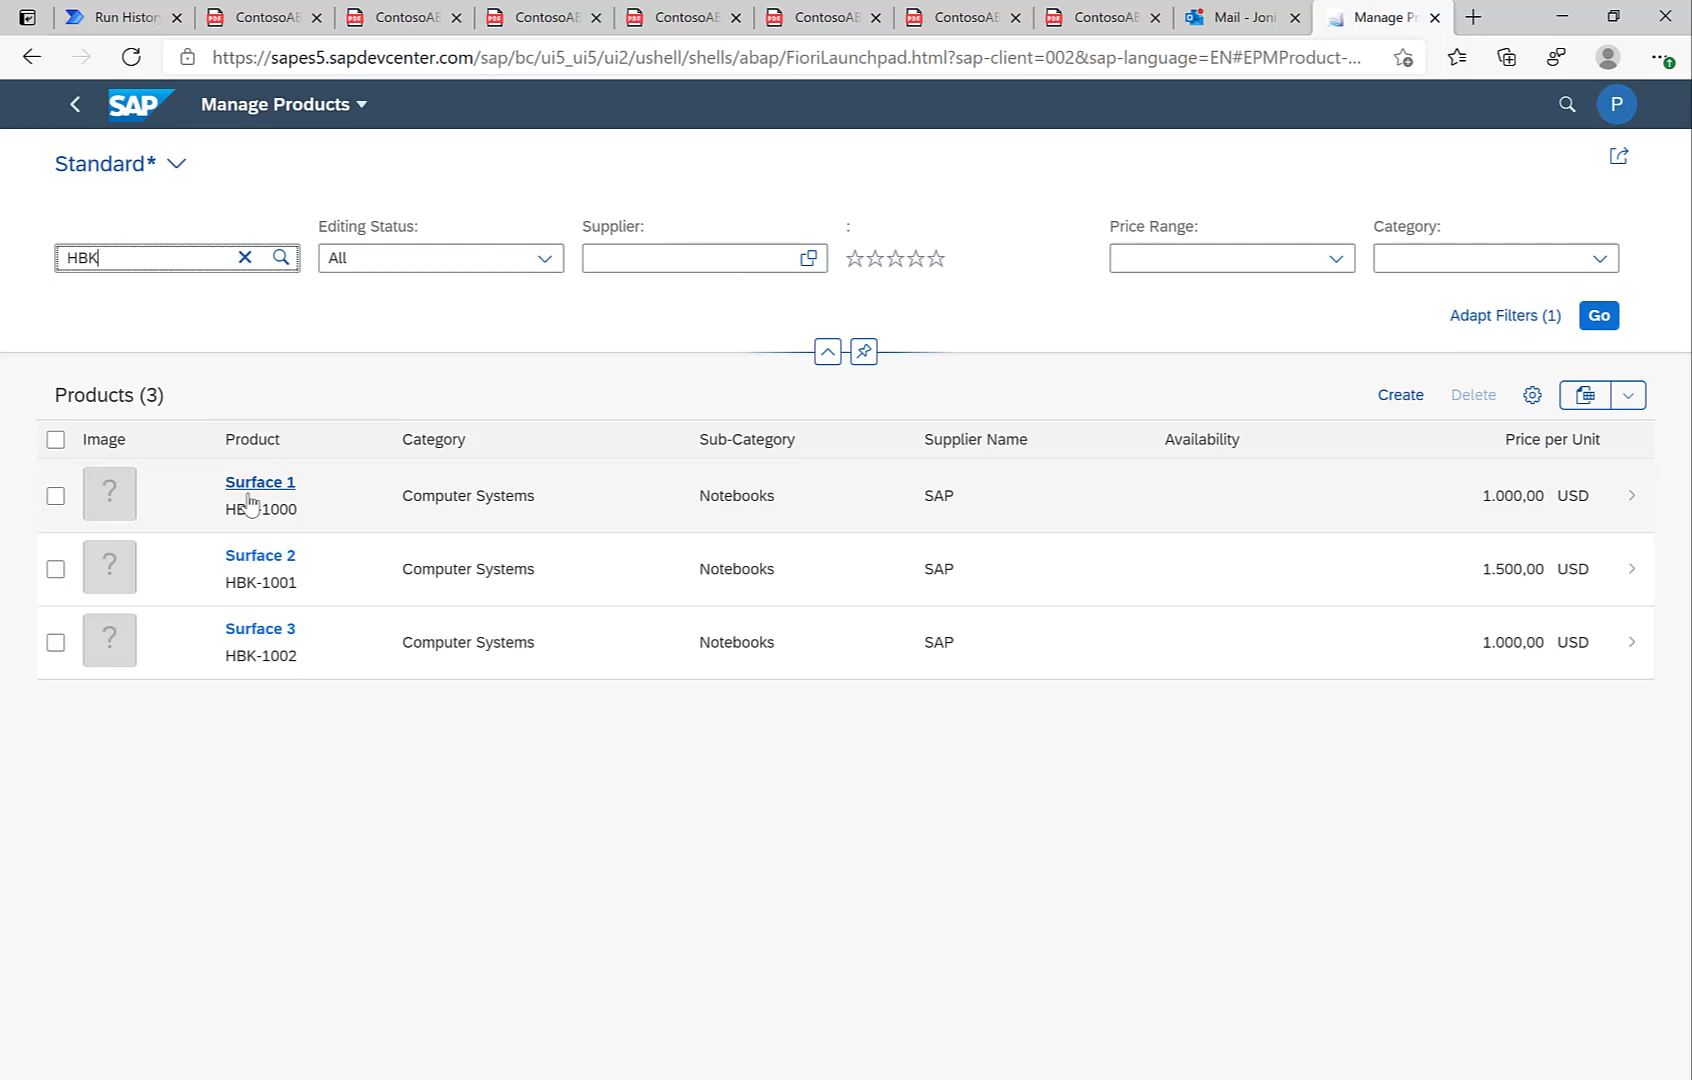 Run Histor
ContosoAE
ContosoAE
ContosoAE
ContosoAE
ContosoAE
ContosoAE
ContosoAE
Mail - Joni
Manage Pr
https://sapes5.sapdevcenter.com/sap/bc/ui5_ui5/ui2/ushell/shells/abap/FioriLaunchpad.html?sap-client=002&sap-language=EN#EPMProduct-...
SAP Manage Products P
Standard*
Editing Status: Supplier: : Price Range: Category:
HBK All
Adapt Filters (1) Go
Products (3) Create Delete
Image Product Category Sub-Category Supplier Name Availability Price per Unit
Surface 1
? Computer Systems Notebooks SAP 1.000,00 USD
HBK-1000
Surface 2
? Computer Systems Notebooks SAP 1.500,00 USD
HBK-1001
Surface 3
? Computer Systems Notebooks SAP 1.000,00 USD
HBK-1002